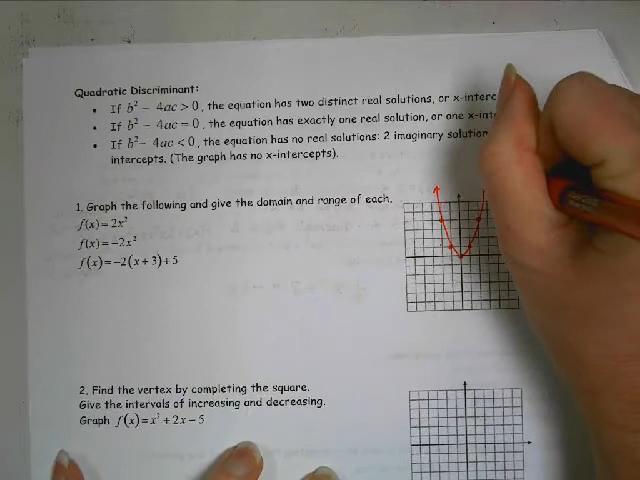 Quadratic Discriminant:
• If b² − 4ac > 0, the equation has two distinct real solutions, or x-interc
• If b² − 4ac = 0, the equation has exactly one real solution, or one x-int
• If b² − 4ac < 0, the equation has no real solutions: 2 imaginary solution
intercepts. (The graph has no x-intercepts).
1. Graph the following and give the domain and range of each.
f(x) = 2x²
f(x) = −2x²
f(x) = −2(x + 3) + 5
2. Find the vertex by completing the square.
Give the intervals of increasing and decreasing.
Graph f(x) = x² + 2x − 5